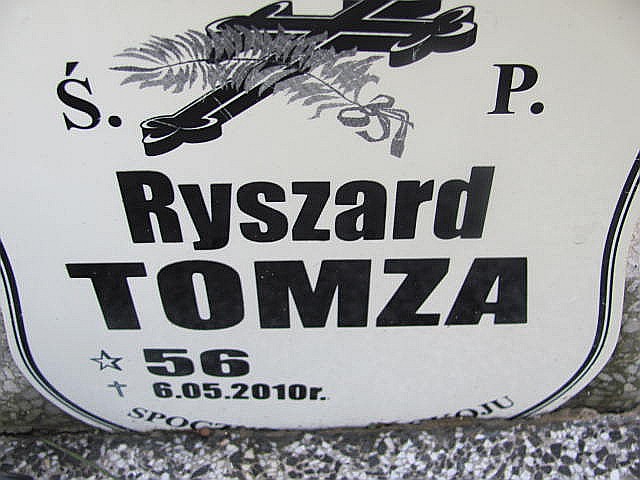 Ś. P.
Ryszard
TOMZA
☆ 56
† 6.05.2010r.